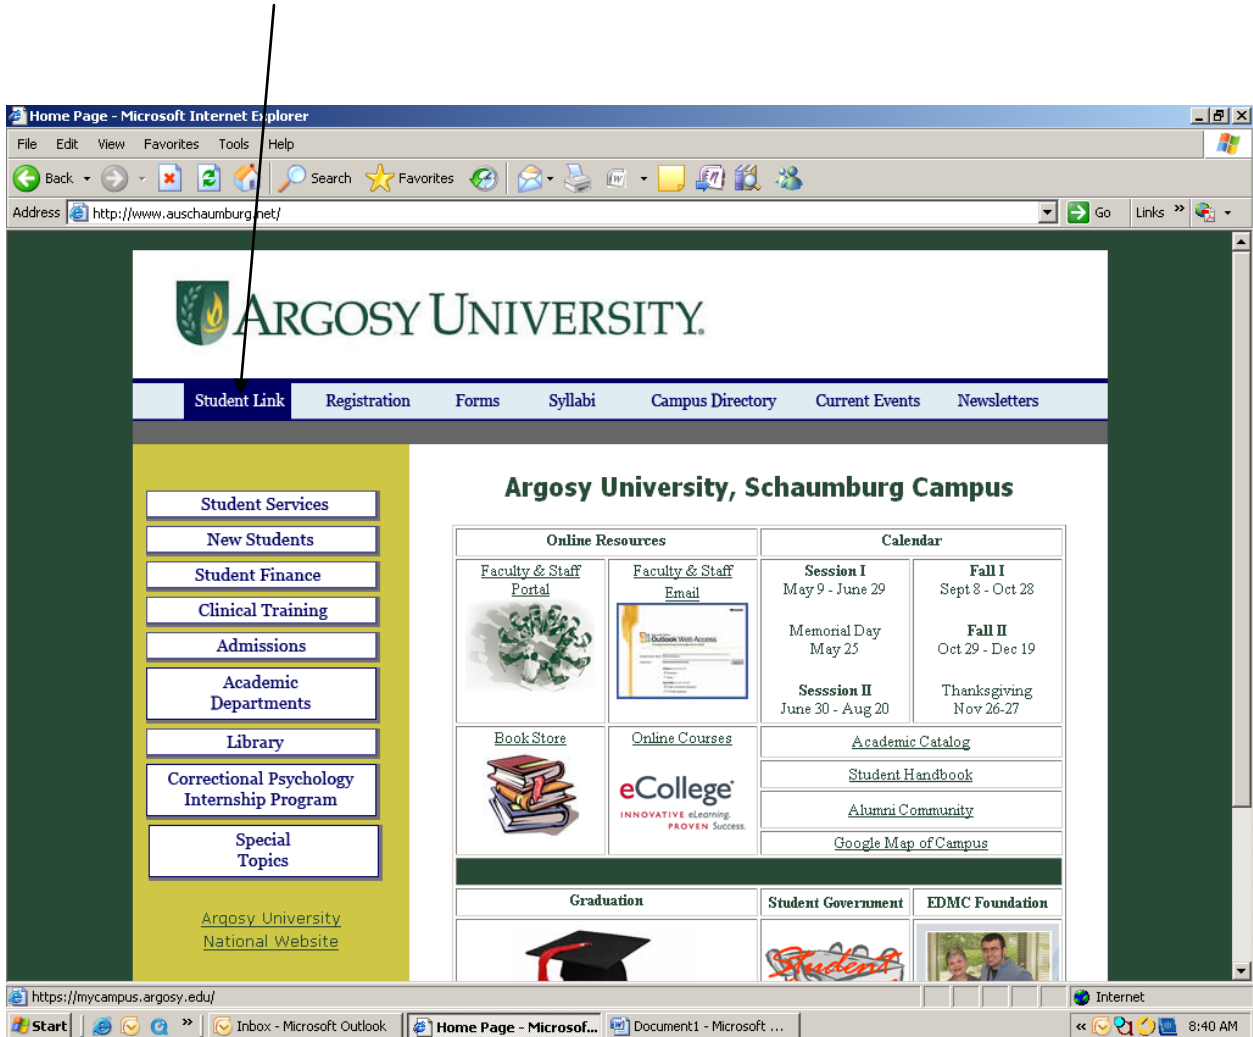 Home Page - Microsoft Internet Explorer
File Edit View Favorites Tools Help
Back Search Favorites
Address http://www.auschaumburg.net/ Go Links »
ARGOSY UNIVERSITY.
Student Link Registration Forms Syllabi Campus Directory Current Events Newsletters
Student Services
New Students
Student Finance
Clinical Training
Admissions
Academic
Departments
Library
Correctional Psychology
Internship Program
Special
Topics
Argosy University
National Website
Argosy University, Schaumburg Campus
Online Resources Calendar
Faculty & Staff
Portal
Faculty & Staff
Email
Outlook Web Access
Session I
May 9 - June 29
Memorial Day
May 25
Sesssion II
June 30 - Aug 20
Fall I
Sept 8 - Oct 28
Fall II
Oct 29 - Dec 19
Thanksgiving
Nov 26-27
Book Store
Online Courses
eCollege
INNOVATIVE eLearning.
PROVEN Success.
Academic Catalog
Student Handbook
Alumni Community
Google Map of Campus
Graduation Student Government EDMC Foundation
Student
https://mycampus.argosy.edu/ Internet
Start » Inbox - Microsoft Outlook Home Page - Microsof... Document1 - Microsoft ... « 8:40 AM